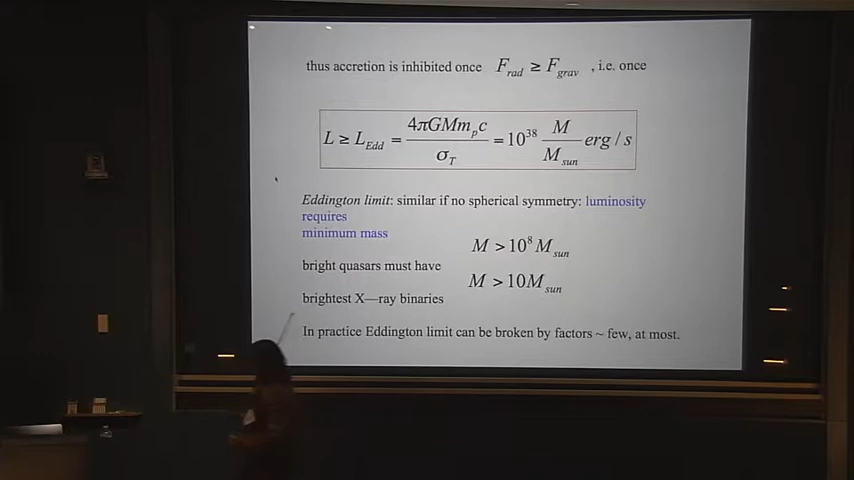 thus accretion is inhibited once F_rad ≥ F_grav , i.e. once
L ≥ L_Edd = 4πGMm_pc / σ_T = 10^38 M / M_sun erg / s
Eddington limit: similar if no spherical symmetry: luminosity
requires
minimum mass
M > 10^8 M_sun
bright quasars must have
M > 10M_sun
brightest X—ray binaries
In practice Eddington limit can be broken by factors ~ few, at most.